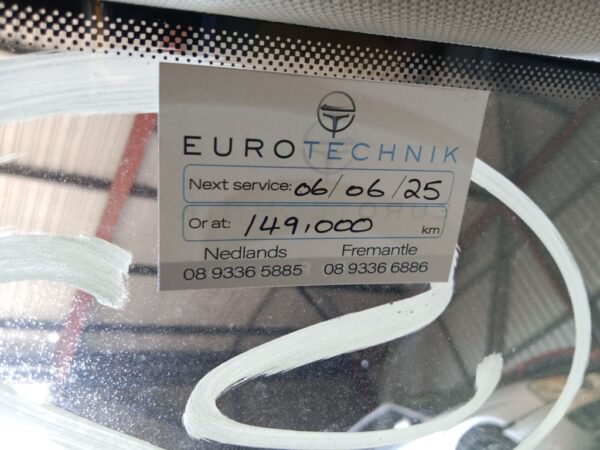 EUROTECHNIK
Next service: 06/06/25
Or at: 149,000 km
Nedlands Fremantle
08 9336 5885 08 9336 6886